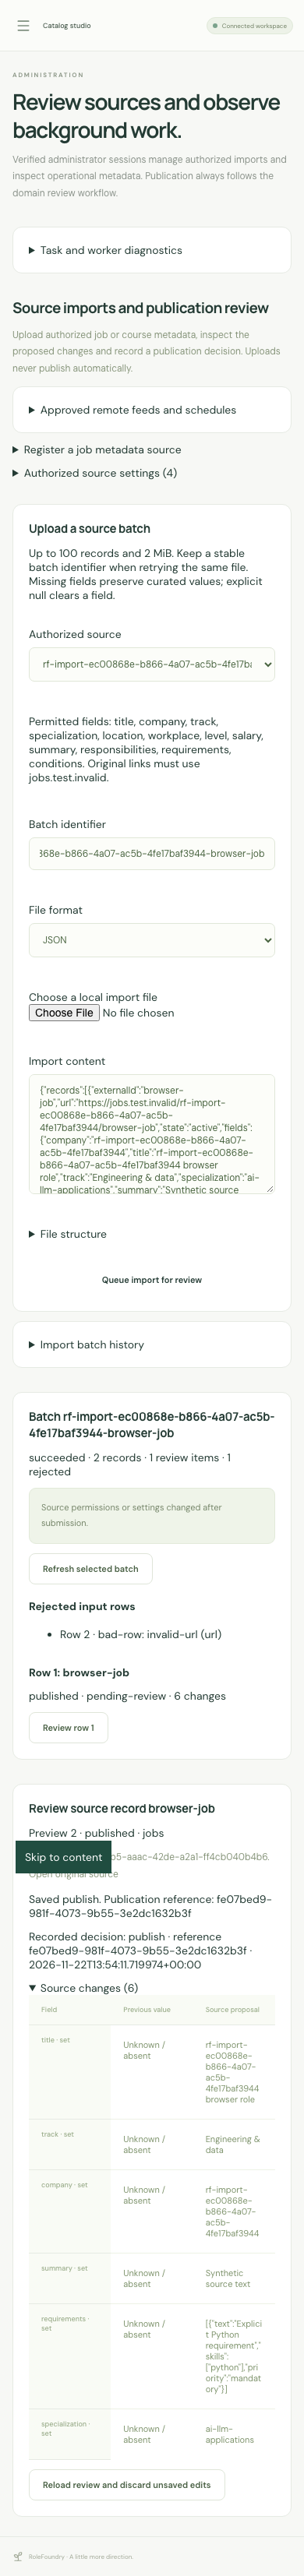 Catalog studio
Connected workspace
ADMINISTRATION
Review sources and observe
background work.
Verified administrator sessions manage authorized imports and
inspect operational metadata. Publication always follows the
domain review workflow.
Task and worker diagnostics
Source imports and publication review
Upload authorized job or course metadata, inspect the
proposed changes and record a publication decision. Uploads
never publish automatically.
Approved remote feeds and schedules
Register a job metadata source
Authorized source settings (4)
Upload a source batch
Up to 100 records and 2 MiB. Keep a stable
batch identifier when retrying the same file.
Missing fields preserve curated values; explicit
null clears a field.
Authorized source
rf-import-ec00868e-b866-4a07-ac5b-4fe17ba
Permitted fields: title, company, track,
specialization, location, workplace, level, salary,
summary, responsibilities, requirements,
conditions. Original links must use
jobs.test.invalid.
Batch identifier
368e-b866-4a07-ac5b-4fe17baf3944-browser-job
File format
JSON
Choose a local import file
Choose File No file chosen
Import content
{"records":[{"externalId":"browser-
job","url":"https://jobs.test.invalid/rf-import-
ec00868e-b866-4a07-ac5b-
4fe17baf3944/browser-job","state":"active","fields":
{"company":"rf-import-ec00868e-b866-4a07-
ac5b-4fe17baf3944","title":"rf-import-ec00868e-
b866-4a07-ac5b-4fe17baf3944 browser
role","track":"Engineering & data","specialization":"ai-
llm-applications","summary":"Synthetic source
File structure
Queue import for review
Import batch history
Batch rf-import-ec00868e-b866-4a07-ac5b-
4fe17baf3944-browser-job
succeeded · 2 records · 1 review items · 1
rejected
Source permissions or settings changed after
submission.
Refresh selected batch
Rejected input rows
• Row 2 · bad-row: invalid-url (url)
Row 1: browser-job
published · pending-review · 6 changes
Review row 1
Review source record browser-job
Preview 2 · published · jobs
Skip to content
b5-aaac-42de-a2a1-ff4cb040b4b6.
Open original source
Saved publish. Publication reference: fe07bed9-
981f-4073-9b55-3e2dc1632b3f
Recorded decision: publish · reference
fe07bed9-981f-4073-9b55-3e2dc1632b3f ·
2026-11-22T13:54:11.719974+00:00
Source changes (6)
Field Previous value Source proposal
title · set Unknown /
absent
rf-import-
ec00868e-
b866-4a07-
ac5b-
4fe17baf3944
browser role
track · set Unknown /
absent
Engineering &
data
company · set Unknown /
absent
rf-import-
ec00868e-
b866-4a07-
ac5b-
4fe17baf3944
summary · set Unknown /
absent
Synthetic
source text
requirements ·
set
Unknown /
absent
[{"text":"Explici
t Python
requirement","
skills":
["python"],"pri
ority":"mandat
ory"}]
specialization ·
set
Unknown /
absent
ai-llm-
applications
Reload review and discard unsaved edits
RoleFoundry · A little more direction.